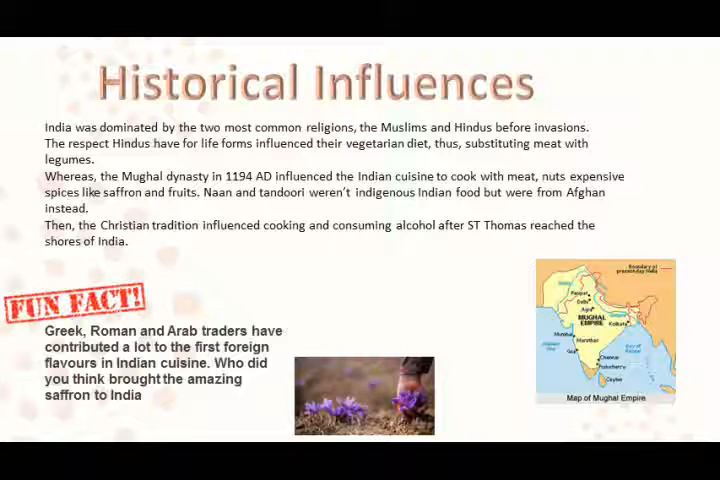 Historical Influences
India was dominated by the two most common religions, the Muslims and Hindus before invasions.
The respect Hindus have for life forms influenced their vegetarian diet, thus, substituting meat with
legumes.
Whereas, the Mughal dynasty in 1194 AD influenced the Indian cuisine to cook with meat, nuts expensive
spices like saffron and fruits. Naan and tandoori weren't indigenous Indian food but were from Afghan
instead.
Then, the Christian tradition influenced cooking and consuming alcohol after ST Thomas reached the
shores of India.
FUN FACT!
Greek, Roman and Arab traders have
contributed a lot to the first foreign
flavours in Indian cuisine. Who did
you think brought the amazing
saffron to India
Boundary of
present-day India
Panipat
Delhi
Agra
MUGHAL
EMPIRE
Kolkata
Mumbai
Marathas
Bay of
Bengal
Goa
Chennai
Ceylon
Map of Mughal Empire